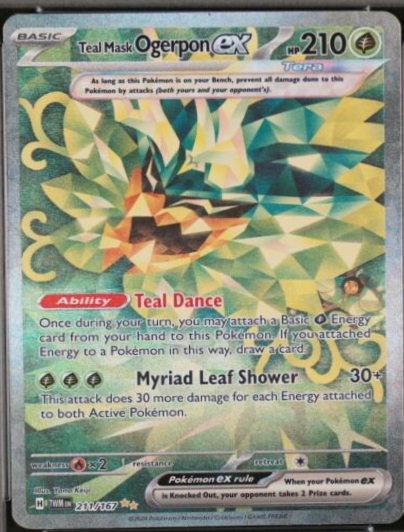 BASIC
Teal Mask Ogerpon ex HP 210
Tera
As long as this Pokémon is on your Bench, prevent all damage done to this
Pokémon by attacks (both yours and your opponent's).
Ability Teal Dance
Once during your turn, you may attach a Basic Energy
card from your hand to this Pokémon. If you attached
Energy to a Pokémon in this way, draw a card.
Myriad Leaf Shower 30+
This attack does 30 more damage for each Energy attached
to both Active Pokémon.
weakness ×2 resistance retreat
Pokémon ex rule When your Pokémon ex
is Knocked Out, your opponent takes 2 Prize cards.
Illus. Tomo Keup
H TWM EN 211/167